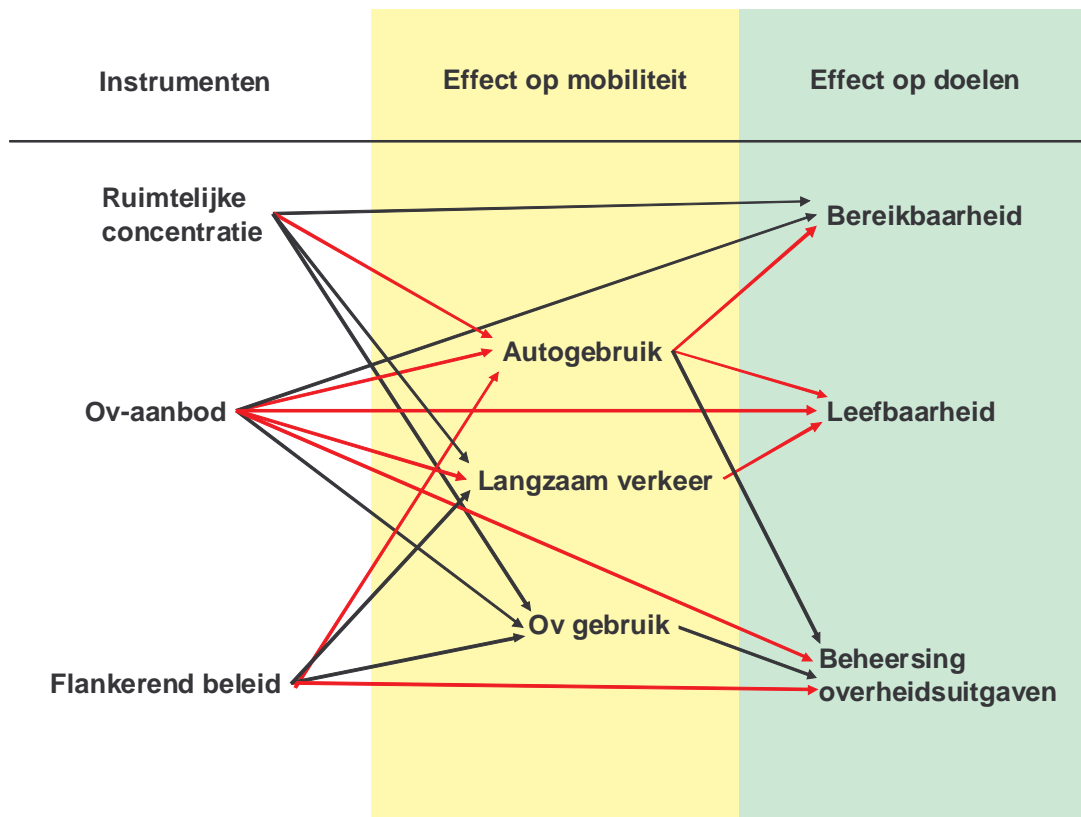 Instrumenten
Effect op mobiliteit
Effect op doelen
Ruimtelijke
concentratie
Bereikbaarheid
Autogebruik
Ov-aanbod
Leefbaarheid
Langzaam verkeer
Ov gebruik
Flankerend beleid
Beheersing
overheidsuitgaven